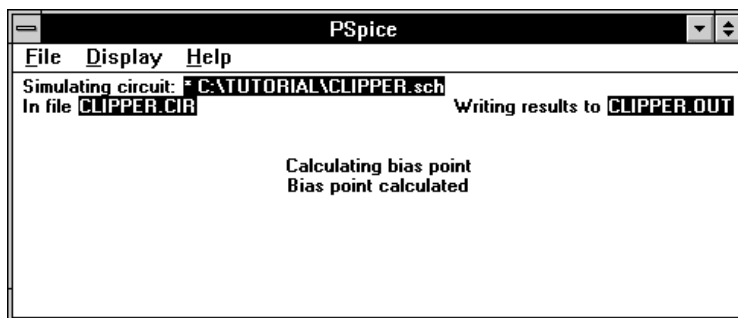 PSpice
File Display Help
Simulating circuit: * C:\TUTORIAL\CLIPPER.sch
In file CLIPPER.CIR Writing results to CLIPPER.OUT
Calculating bias point
Bias point calculated